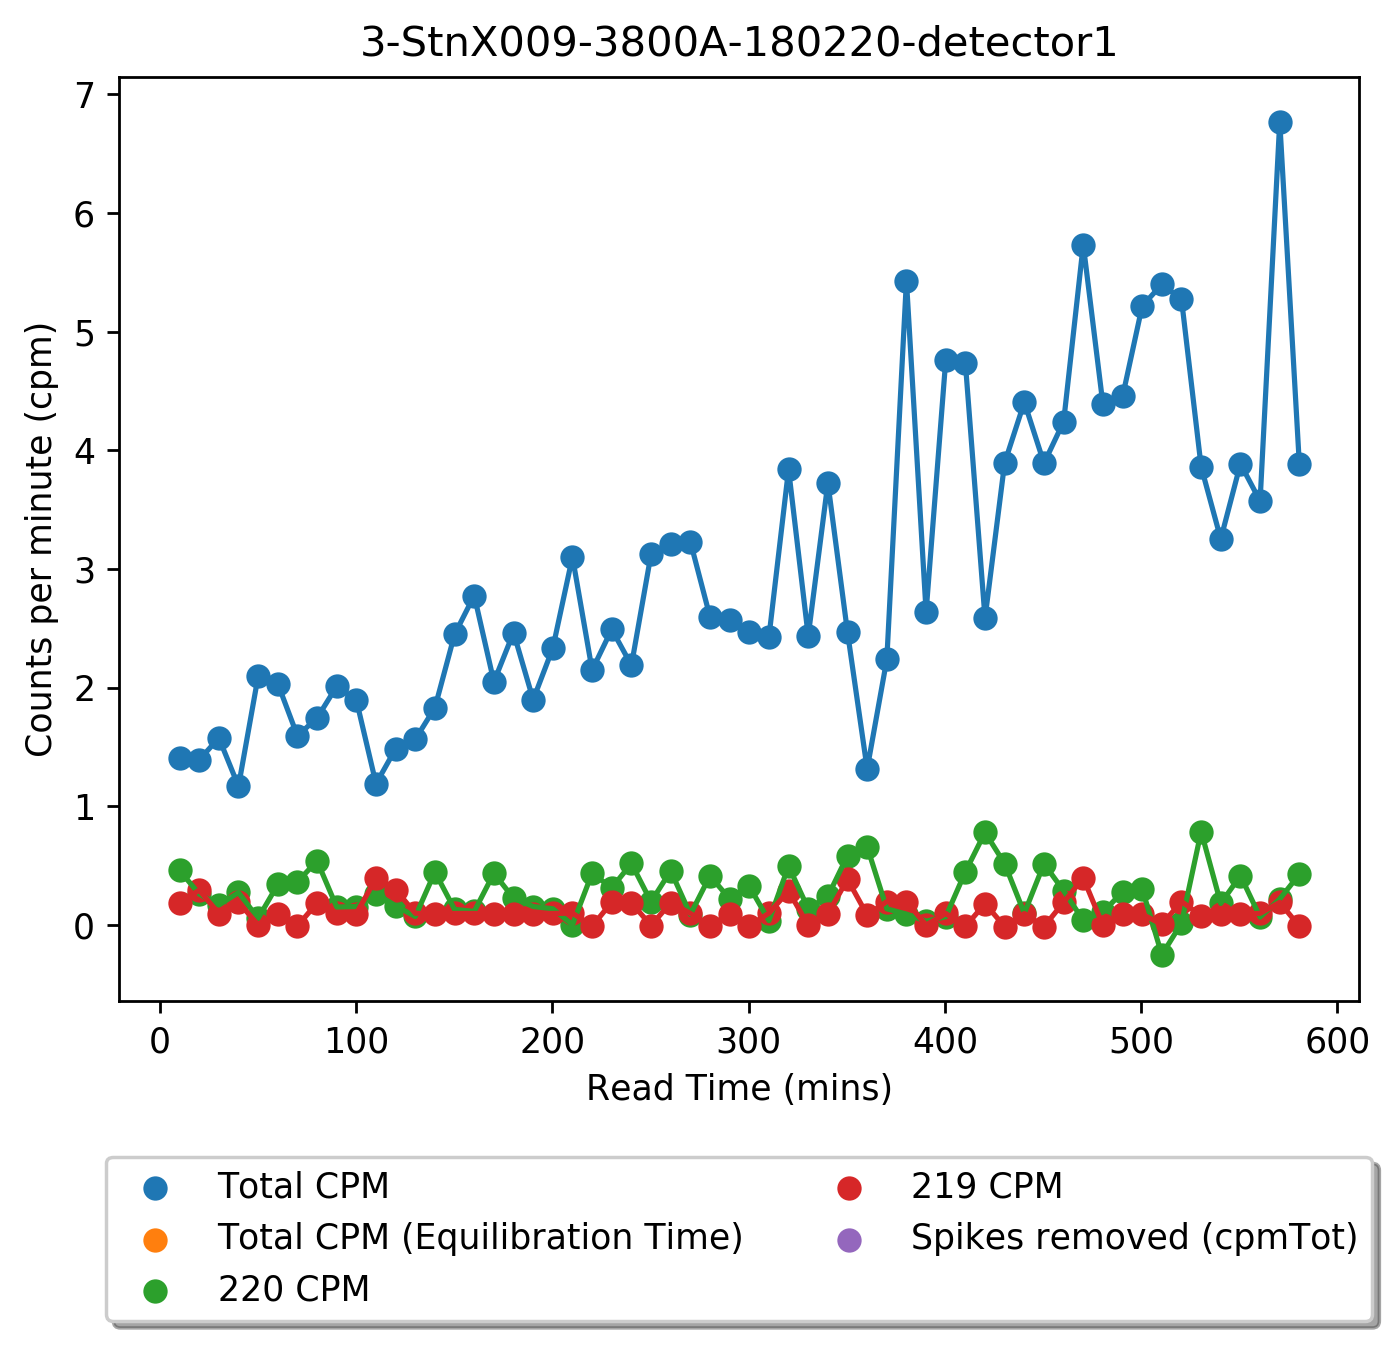 3-StnX009-3800A-180220-detector1
7
6
5
4
3
2
1
0
Counts per minute (cpm)
0 100 200 300 400 500 600
Read Time (mins)
Total CPM
Total CPM (Equilibration Time)
220 CPM
219 CPM
Spikes removed (cpmTot)